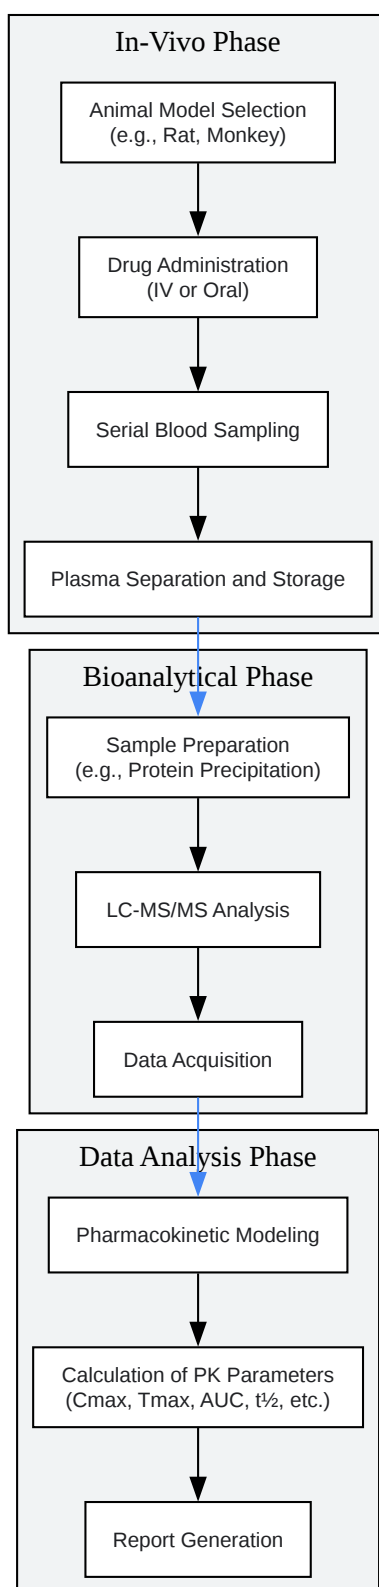 In-Vivo Phase
Animal Model Selection
(e.g., Rat, Monkey)
Drug Administration
(IV or Oral)
Serial Blood Sampling
Plasma Separation and Storage
Bioanalytical Phase
Sample Preparation
(e.g., Protein Precipitation)
LC-MS/MS Analysis
Data Acquisition
Data Analysis Phase
Pharmacokinetic Modeling
Calculation of PK Parameters
(Cmax, Tmax, AUC, t½, etc.)
Report Generation